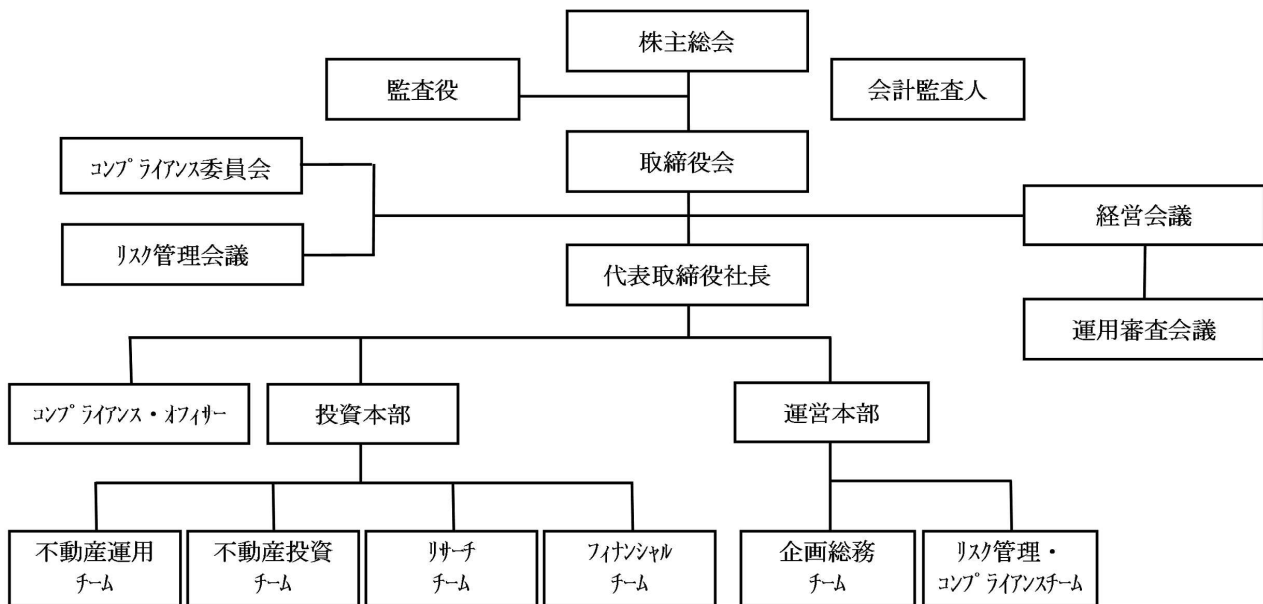 株主総会
監査役
会計監査人
コンプライアンス委員会
取締役会
経営会議
リスク管理会議
代表取締役社長
運用審査会議
コンプライアンス・オフィサー
投資本部
運営本部
不動産運用
チーム
不動産投資
チーム
リサーチ
チーム
フィナンシャル
チーム
企画総務
チーム
リスク管理・
コンプライアンスチーム